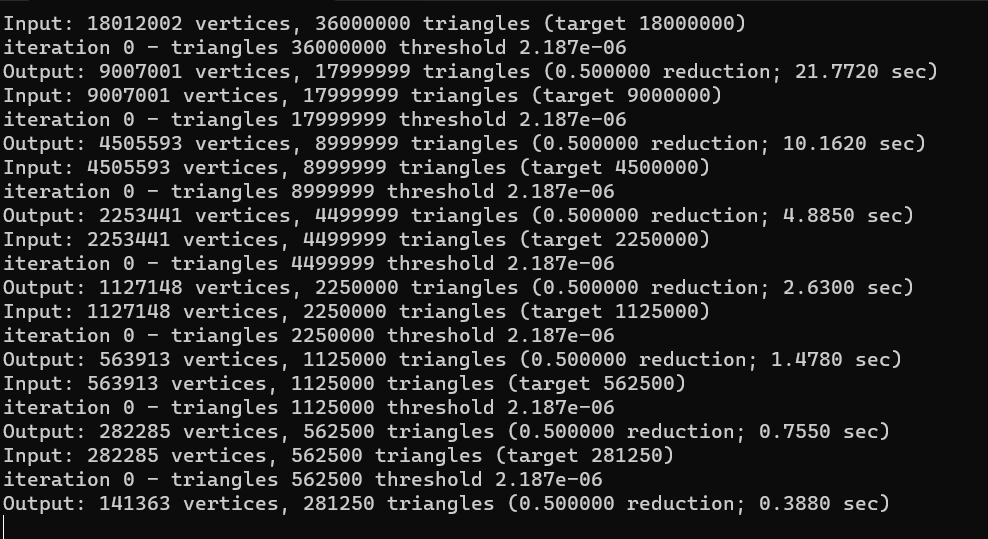 Input: 18012002 vertices, 36000000 triangles (target 18000000)
iteration 0 - triangles 36000000 threshold 2.187e-06
Output: 9007001 vertices, 17999999 triangles (0.500000 reduction; 21.7720 sec)
Input: 9007001 vertices, 17999999 triangles (target 9000000)
iteration 0 - triangles 17999999 threshold 2.187e-06
Output: 4505593 vertices, 8999999 triangles (0.500000 reduction; 10.1620 sec)
Input: 4505593 vertices, 8999999 triangles (target 4500000)
iteration 0 - triangles 8999999 threshold 2.187e-06
Output: 2253441 vertices, 4499999 triangles (0.500000 reduction; 4.8850 sec)
Input: 2253441 vertices, 4499999 triangles (target 2250000)
iteration 0 - triangles 4499999 threshold 2.187e-06
Output: 1127148 vertices, 2250000 triangles (0.500000 reduction; 2.6300 sec)
Input: 1127148 vertices, 2250000 triangles (target 1125000)
iteration 0 - triangles 2250000 threshold 2.187e-06
Output: 563913 vertices, 1125000 triangles (0.500000 reduction; 1.4780 sec)
Input: 563913 vertices, 1125000 triangles (target 562500)
iteration 0 - triangles 1125000 threshold 2.187e-06
Output: 282285 vertices, 562500 triangles (0.500000 reduction; 0.7550 sec)
Input: 282285 vertices, 562500 triangles (target 281250)
iteration 0 - triangles 562500 threshold 2.187e-06
Output: 141363 vertices, 281250 triangles (0.500000 reduction; 0.3880 sec)